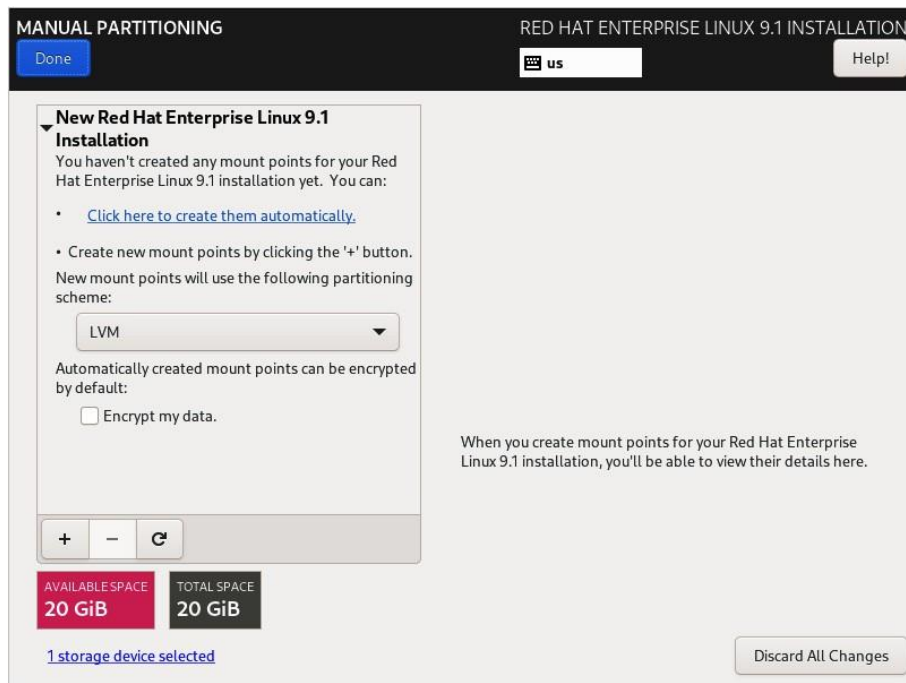 MANUAL PARTITIONING
RED HAT ENTERPRISE LINUX 9.1 INSTALLATION
Done
us
Help!
New Red Hat Enterprise Linux 9.1
Installation
You haven't created any mount points for your Red
Hat Enterprise Linux 9.1 installation yet. You can:
• Click here to create them automatically.
• Create new mount points by clicking the '+' button.
New mount points will use the following partitioning
scheme:
LVM
Automatically created mount points can be encrypted
by default:
Encrypt my data.
When you create mount points for your Red Hat Enterprise
Linux 9.1 installation, you'll be able to view their details here.
+ −
AVAILABLE SPACE
20 GiB
TOTAL SPACE
20 GiB
1 storage device selected
Discard All Changes